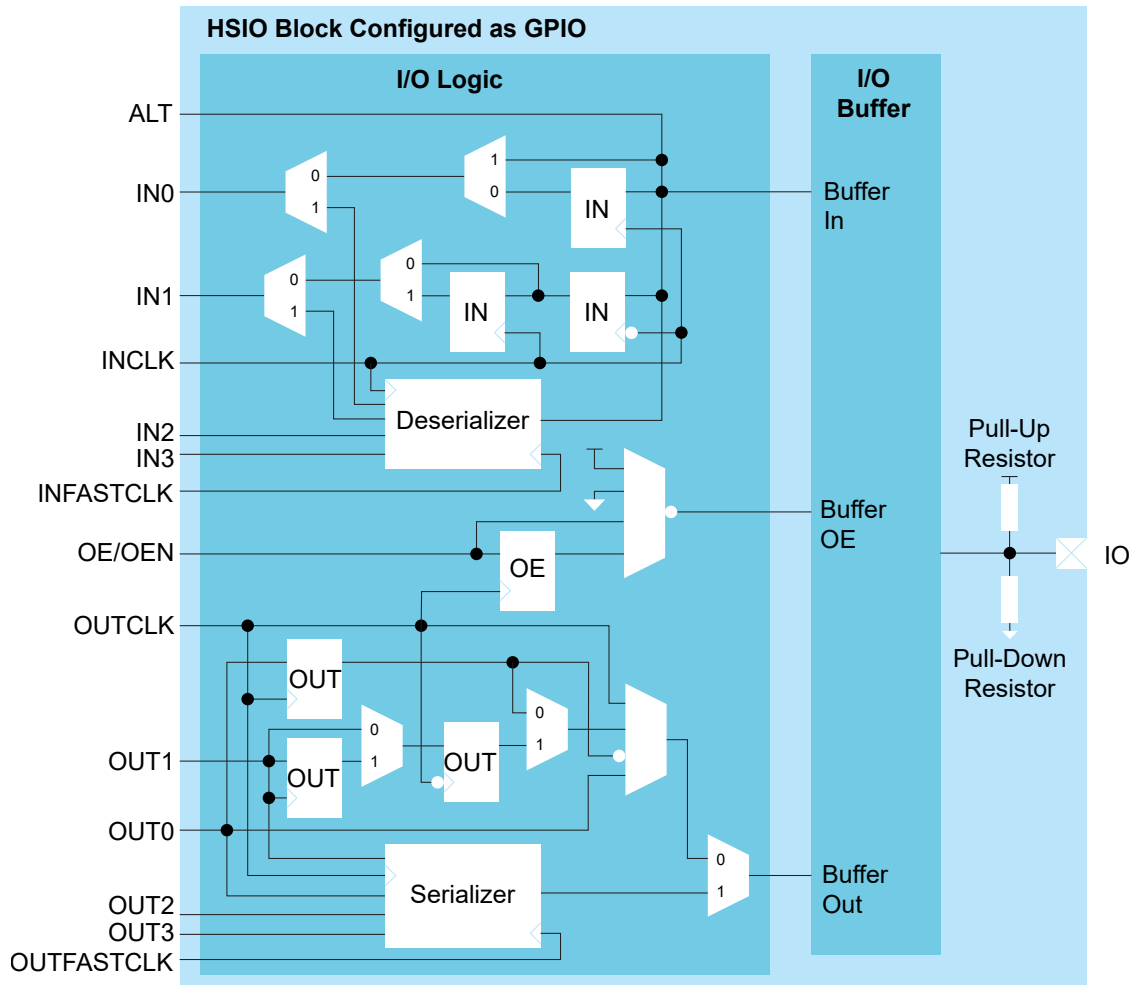 HSIO Block Configured as GPIO
I/O Logic
I/O
Buffer
ALT
1
0
0
IN0
1
IN
Buffer
In
0
0
IN1
1
1
IN
IN
INCLK
Deserializer
IN2
IN3
INFASTCLK
Pull-Up
Resistor
Buffer
OE
OE/OEN
OE
IO
OUTCLK
OUT
Pull-Down
Resistor
0
0
1
OUT1
1
OUT
OUT
OUT0
0
1
Buffer
Out
Serializer
OUT2
OUT3
OUTFASTCLK